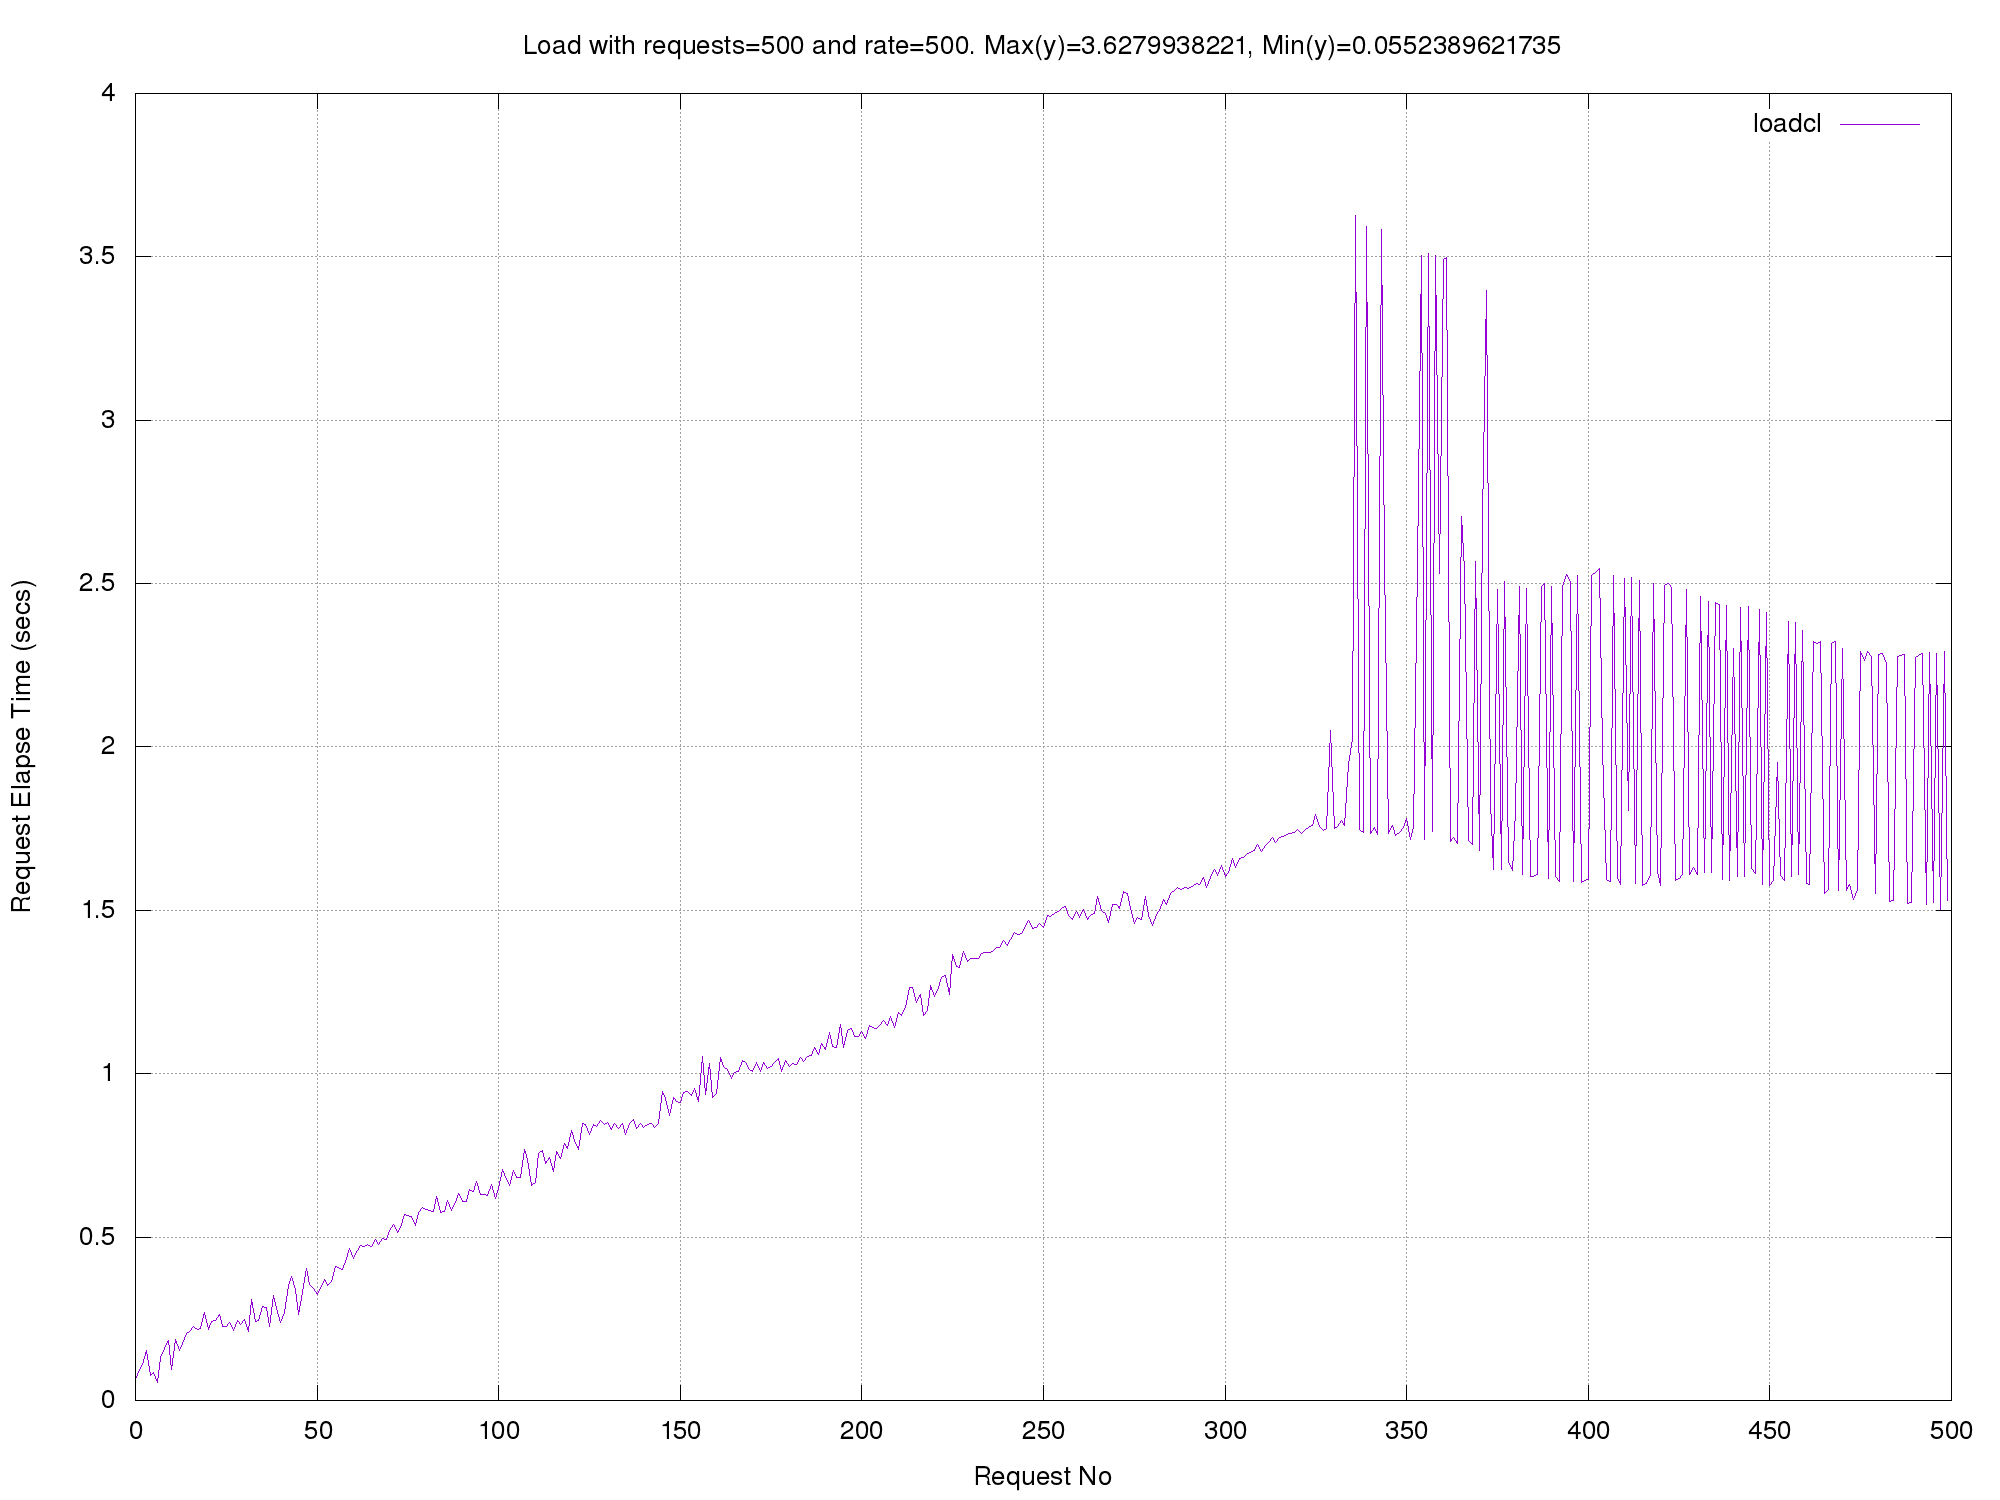 Load with requests=500 and rate=500. Max(y)=3.6279938221, Min(y)=0.0552389621735
loadcl
4
3.5
3
2.5
2
1.5
1
0.5
0
Request Elapse Time (secs)
0 50 100 150 200 250 300 350 400 450 500
Request No